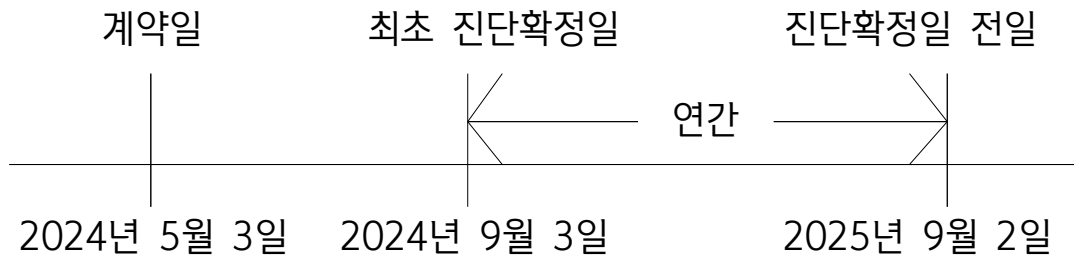 계약일 최초 진단확정일 진단확정일 전일
연간
2024년 5월 3일 2024년 9월 3일 2025년 9월 2일